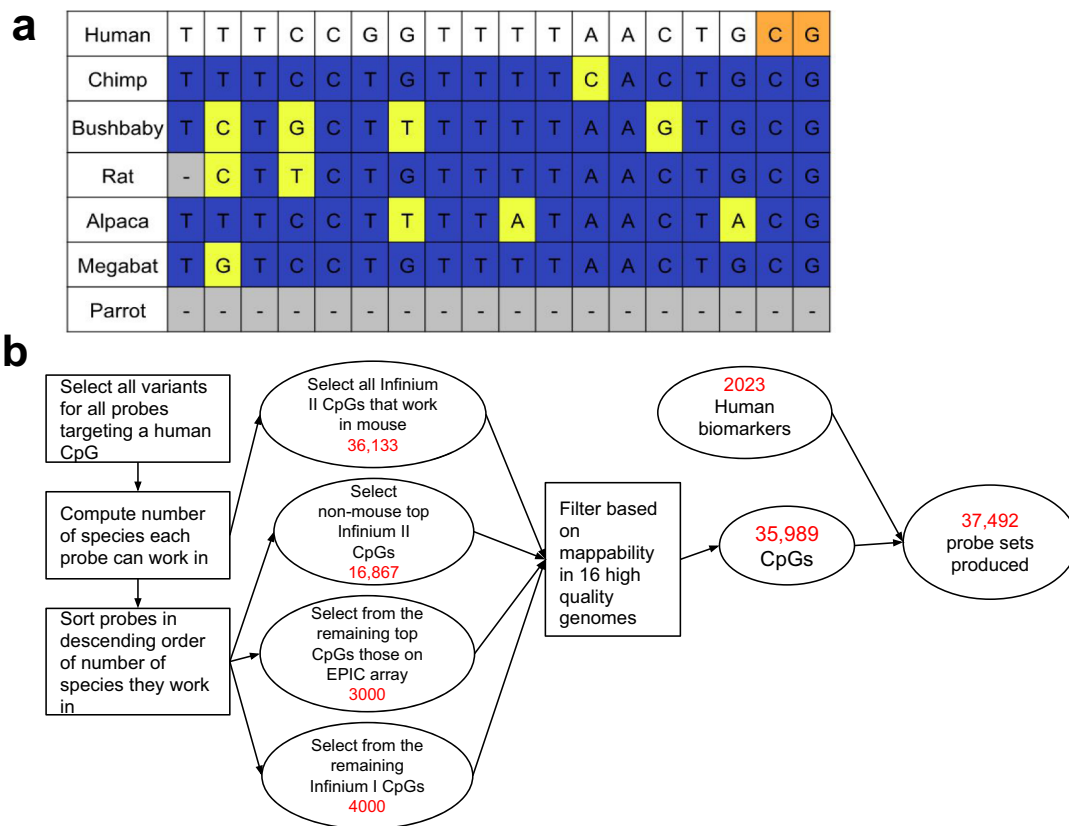 a
Human T T T C C G G T T T T A A C T G C G
Chimp T T T C C T G T T T T C A C T G C G
Bushbaby T C T G C T T T T T T A A G T G C G
Rat - C T T C T G T T T T A A C T G C G
Alpaca T T T C C T T T T A T A A C T A C G
Megabat T G T C C T G T T T T A A C T G C G
Parrot - - - - - - - - - - - - - - - - - -
b
Select all variants
for all probes
targeting a human
CpG
Compute number
of species each
probe can work in
Sort probes in
descending order
of number of
species they work
in
Select all Infinium
II CpGs that work
in mouse
36,133
Select
non-mouse top
Infinium II
CpGs
16,867
Select from the
remaining top
CpGs those on
EPIC array
3000
Select from the
remaining
Infinium I CpGs
4000
Filter based
on
mappability
in 16 high
quality
genomes
2023
Human
biomarkers
35,989
CpGs
37,492
probe sets
produced